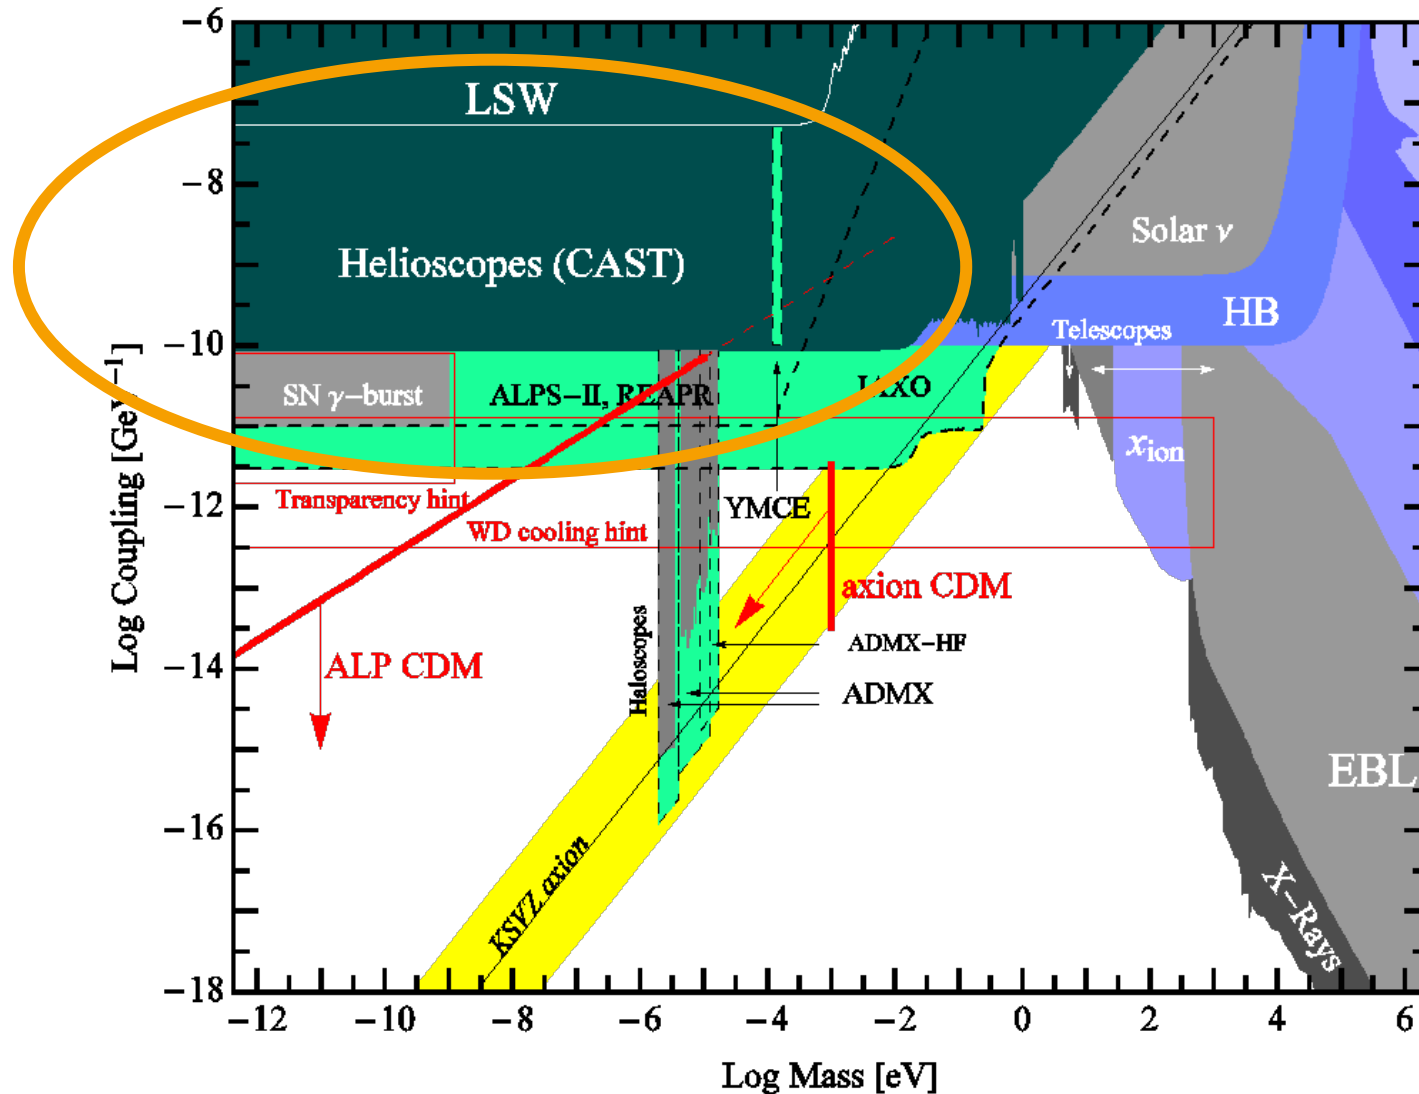 −6
−8
−10
−12
−14
−16
−18
Log Coupling [GeV⁻¹]
LSW
Helioscopes (CAST)
Solar ν
HB
Telescopes
SN γ−burst
ALPS−II, REAPR
IAXO
x_ion
Transparency hint
WD cooling hint
YMCE
axion CDM
ALP CDM
Haloscopes
ADMX−HF
ADMX
KSVZ axion
EBL
X−Rays
−12 −10 −8 −6 −4 −2 0 2 4 6
Log Mass [eV]